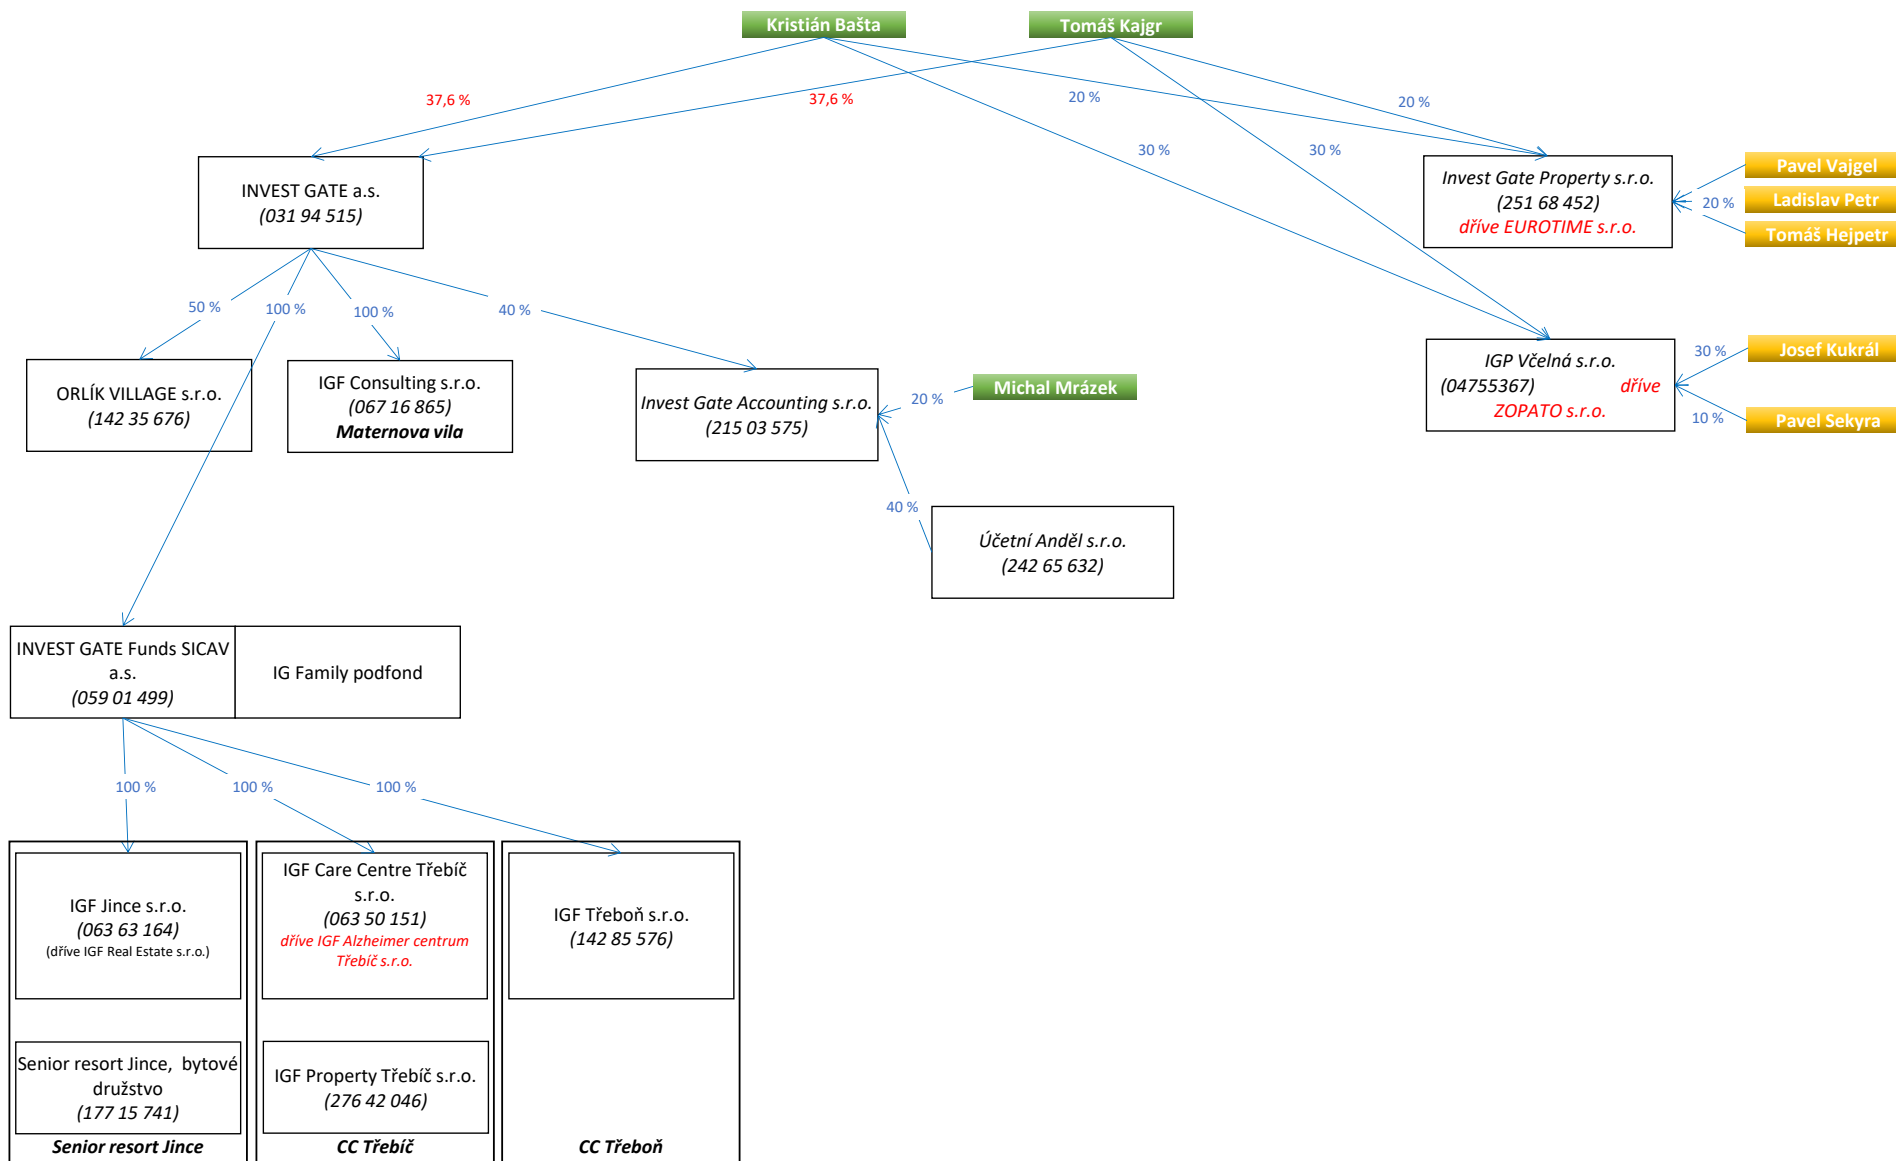 Kristián Bašta
Tomáš Kajgr
37,6 %
37,6 %
20 %
20 %
30 %
30 %
INVEST GATE a.s.
(031 94 515)
Invest Gate Property s.r.o.
(251 68 452)
dříve EUROTIME s.r.o.
Pavel Vajgel
20 %
Ladislav Petr
Tomáš Hejpetr
50 %
100 %
100 %
40 %
ORLÍK VILLAGE s.r.o.
(142 35 676)
IGF Consulting s.r.o.
(067 16 865)
Maternova vila
Invest Gate Accounting s.r.o.
(215 03 575)
20 %
Michal Mrázek
IGP Včelná s.r.o.
(04755367) dříve
ZOPATO s.r.o.
30 %
Josef Kukrál
10 %
Pavel Sekyra
40 %
Účetní Anděl s.r.o.
(242 65 632)
INVEST GATE Funds SICAV
a.s.
(059 01 499)
IG Family podfond
100 %
100 %
100 %
IGF Jince s.r.o.
(063 63 164)
(dříve IGF Real Estate s.r.o.)
IGF Care Centre Třebíč
s.r.o.
(063 50 151)
dříve IGF Alzheimer centrum
Třebíč s.r.o.
IGF Třeboň s.r.o.
(142 85 576)
Senior resort Jince, bytové
družstvo
(177 15 741)
IGF Property Třebíč s.r.o.
(276 42 046)
Senior resort Jince
CC Třebíč
CC Třeboň